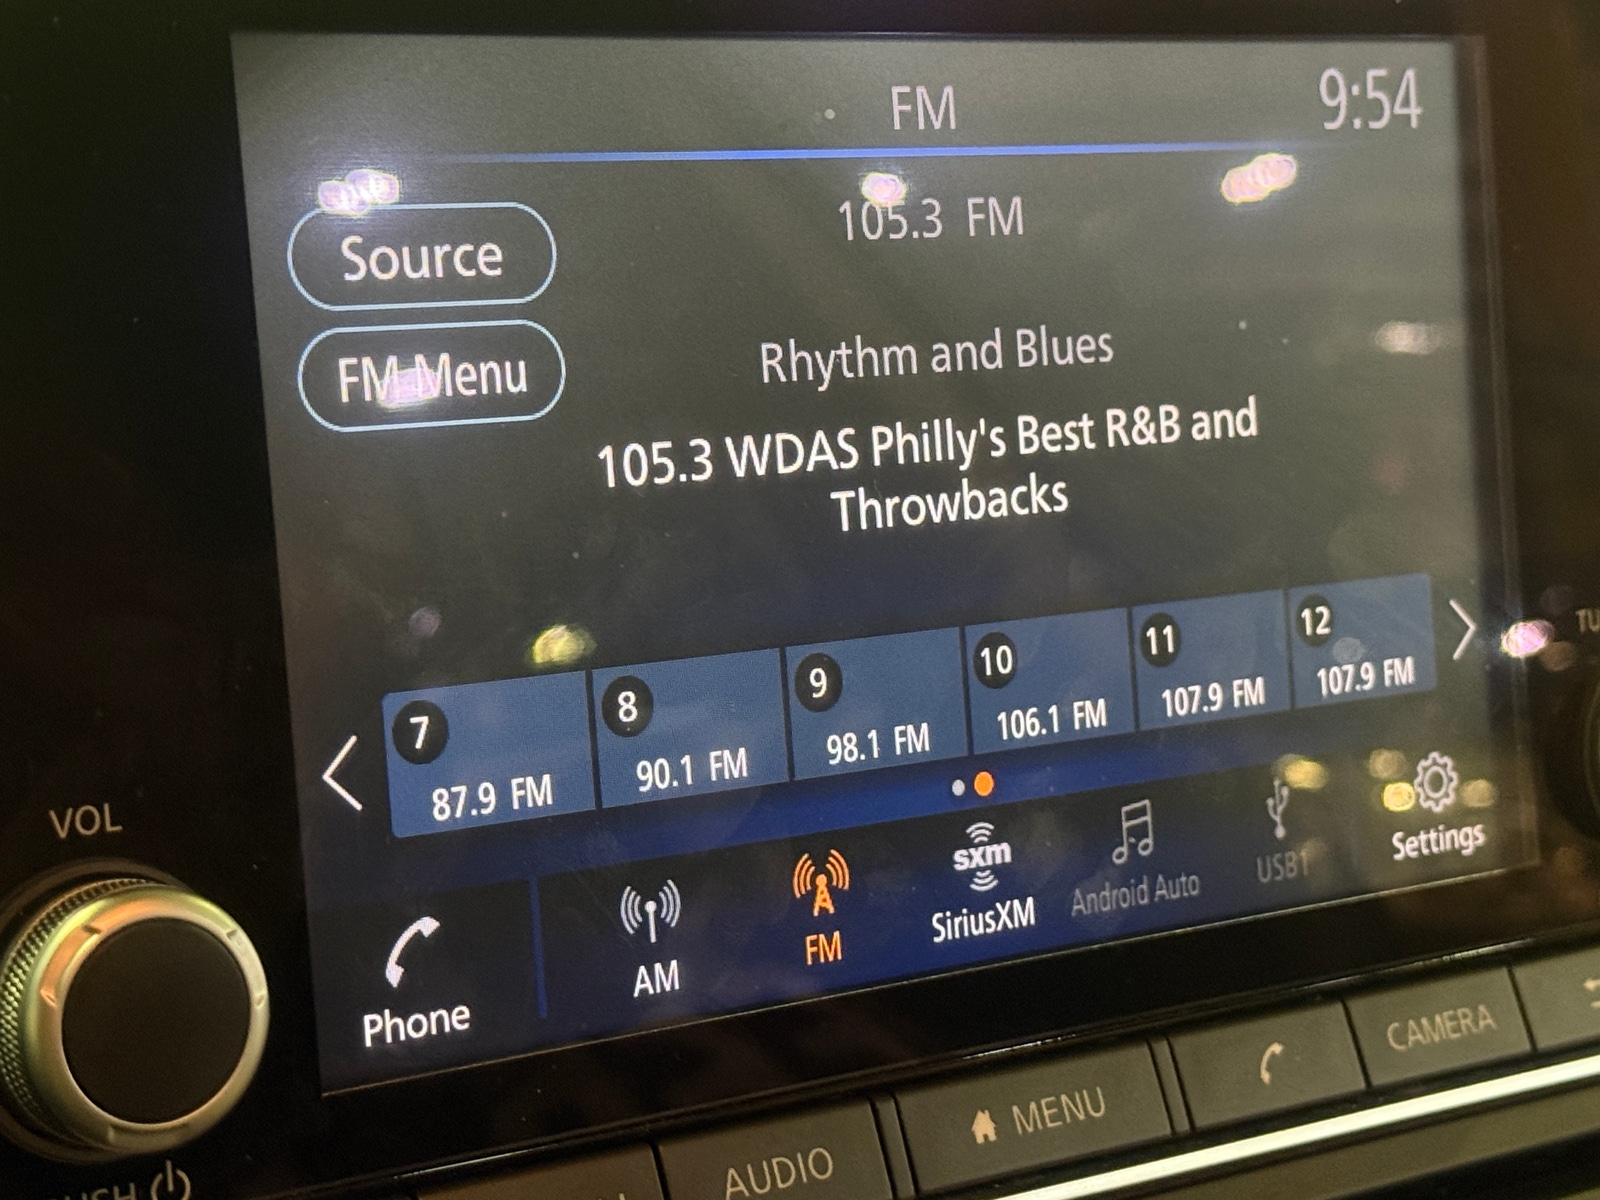 FM
9:54
105.3 FM
Source
FM Menu
Rhythm and Blues
105.3 WDAS Philly's Best R&B and
Throwbacks
7
87.9 FM
8
90.1 FM
9
98.1 FM
10
106.1 FM
11
107.9 FM
12
107.9 FM
Phone
AM
FM
sxm
SiriusXM
Android Auto
USB1
Settings
VOL
AUDIO
MENU
CAMERA